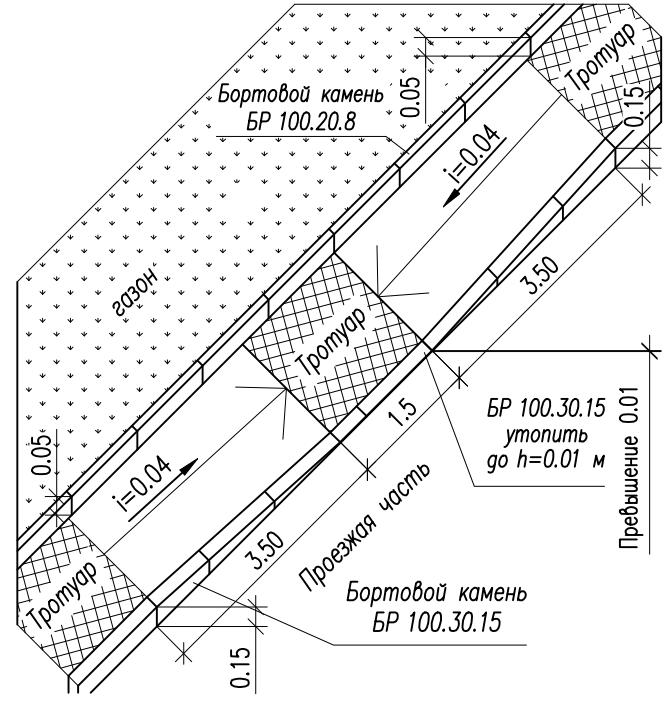 Тротуар
0.05
0.15
Бортовой камень
БР 100.20.8
i=0.04
газон
3.50
Тротуар
1.5
БР 100.30.15
утопить
до h=0.01 м
Превышение 0.01
0.05
i=0.04
Проезжая часть
3.50
Тротуар
Бортовой камень
БР 100.30.15
0.15